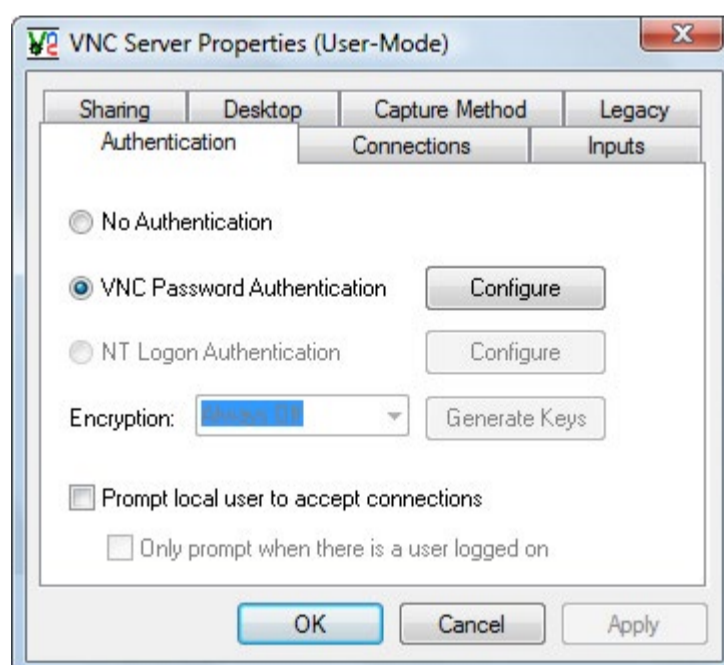 VNC Server Properties (User-Mode)
Sharing Desktop Capture Method Legacy
Authentication Connections Inputs
No Authentication
VNC Password Authentication Configure
NT Logon Authentication Configure
Encryption: Always Off Generate Keys
Prompt local user to accept connections
Only prompt when there is a user logged on
OK Cancel Apply